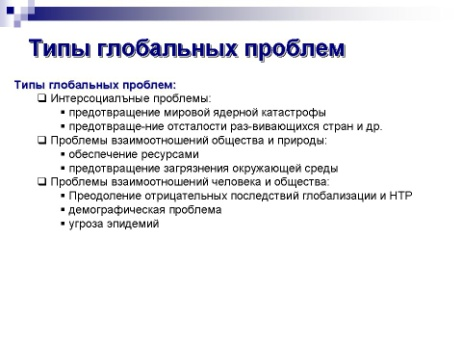 Типы глобальных проблем
Типы глобальных проблем:
❑ Интерсоциалъные проблемы:
▪ предотвращение мировой ядерной катастрофы
▪ предотвраще-ние отсталости раз-вивающихся стран и др.
❑ Проблемы взаимоотношений общества и природы:
▪ обеспечение ресурсами
▪ предотвращение загрязнения окружающей среды
❑ Проблемы взаимоотношений человека и общества:
▪ Преодоление отрицательных последствий глобализации и НТР
▪ демографическая проблема
▪ угроза эпидемий